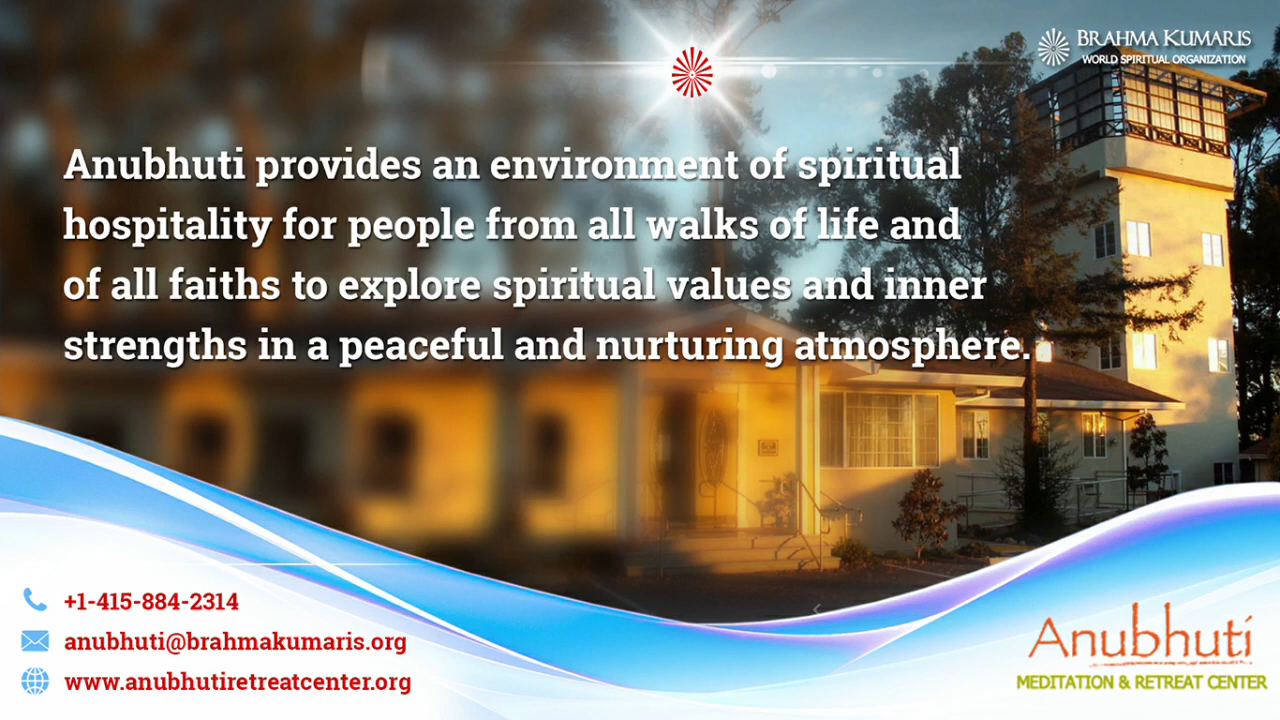 BRAHMA KUMARIS
WORLD SPIRITUAL ORGANIZATION
Anubhuti provides an environment of spiritual
hospitality for people from all walks of life and
of all faiths to explore spiritual values and inner
strengths in a peaceful and nurturing atmosphere.
+1-415-884-2314
anubhuti@brahmakumaris.org
www.anubhutiretreatcenter.org
Anubhuti
MEDITATION & RETREAT CENTER